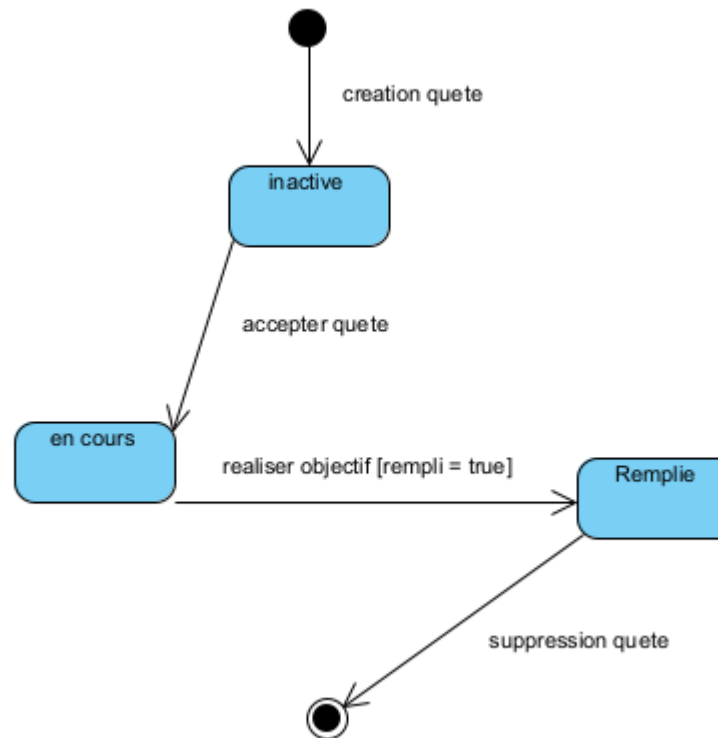 creation quete
inactive
accepter quete
en cours
realiser objectif [rempli = true]
Remplie
suppression quete